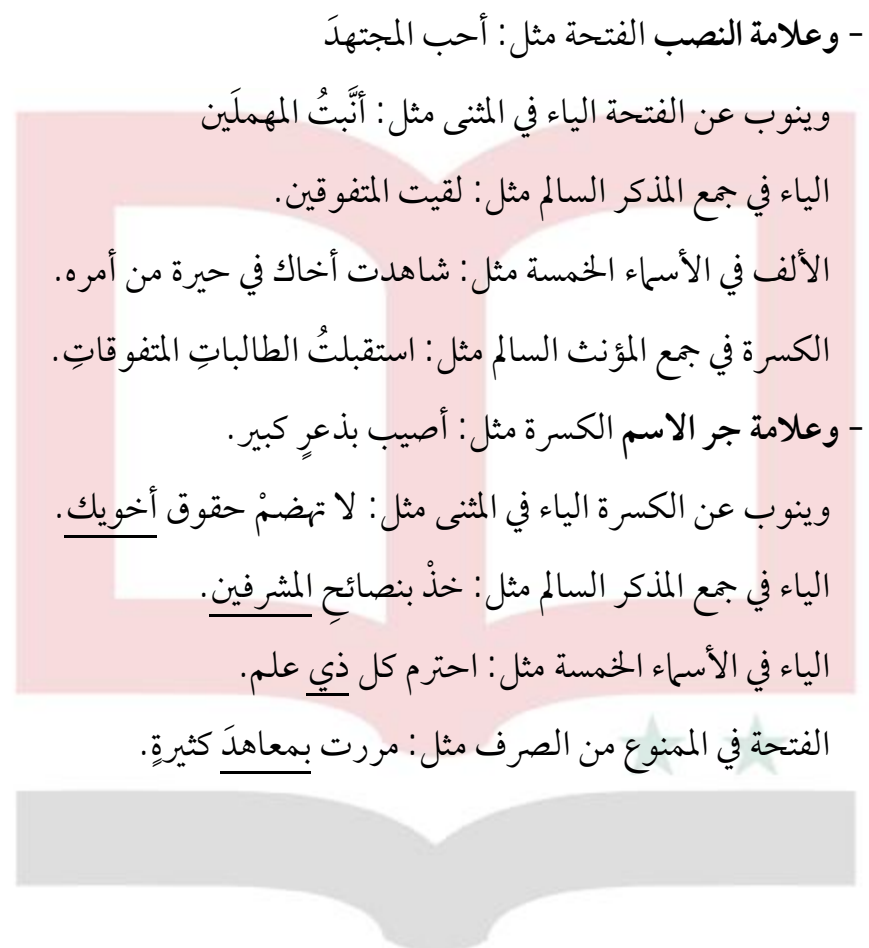 - وعلامة النصب الفتحة مثل: أحب المجتهدَ
وينوب عن الفتحة الياء في المثنى مثل: أنَّبتُ المهملَين
الياء في جمع المذكر السالم مثل: لقيت المتفوقين.
الألف في الأسماء الخمسة مثل: شاهدت أخاك في حيرة من أمره.
الكسرة في جمع المؤنث السالم مثل: استقبلتُ الطالباتِ المتفوقاتِ.
- وعلامة جر الاسم الكسرة مثل: أصيب بذعرٍ كبير.
وينوب عن الكسرة الياء في المثنى مثل: لا تهضمْ حقوق أخويك.
الياء في جمع المذكر السالم مثل: خذْ بنصائحِ المشرفين.
الياء في الأسماء الخمسة مثل: احترم كل ذي علم.
الفتحة في الممنوع من الصرف مثل: مررت بمعاهدَ كثيرةٍ.